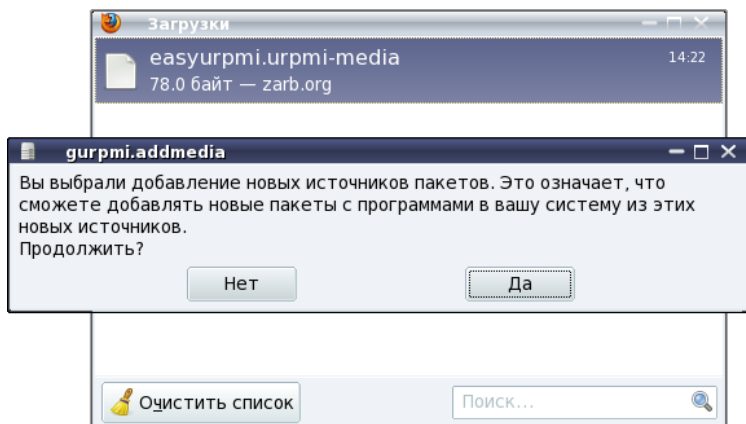 Загрузки
easyurpmi.urpmi-media
14:22
78.0 байт — zarb.org
gurpmi.addmedia
Вы выбрали добавление новых источников пакетов. Это означает, что
сможете добавлять новые пакеты с программами в вашу систему из этих
новых источников.
Продолжить?
Нет
Да
Очистить список
Поиск...